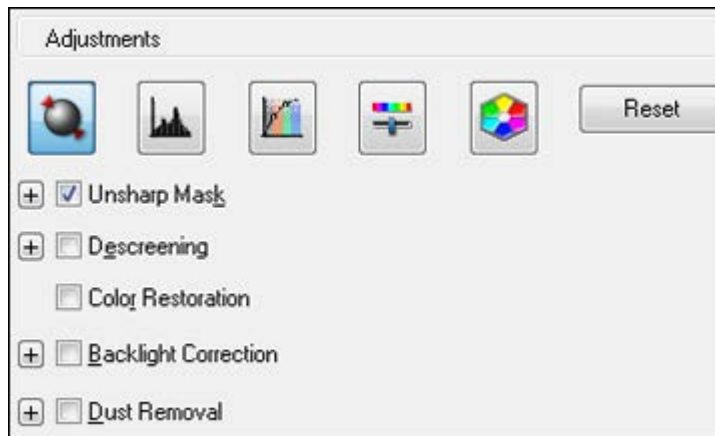 Adjustments
Reset
Unsharp Mask
Descreening
Color Restoration
Backlight Correction
Dust Removal